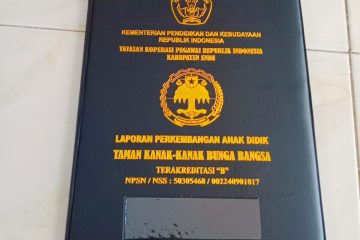 KEMENTERIAN PENDIDIKAN DAN KEBUDAYAAN
REPUBLIK INDONESIA
YAYASAN KOPERASI PEGAWAI REPUBLIK INDONESIA
KABUPATEN ENDE
LAPORAN PERKEMBANGAN ANAK DIDIK
TAMAN KANAK-KANAK BUNGA BANGSA
TERAKREDITASI "B"
NPSN / NSS : 50305468 / 002240901017